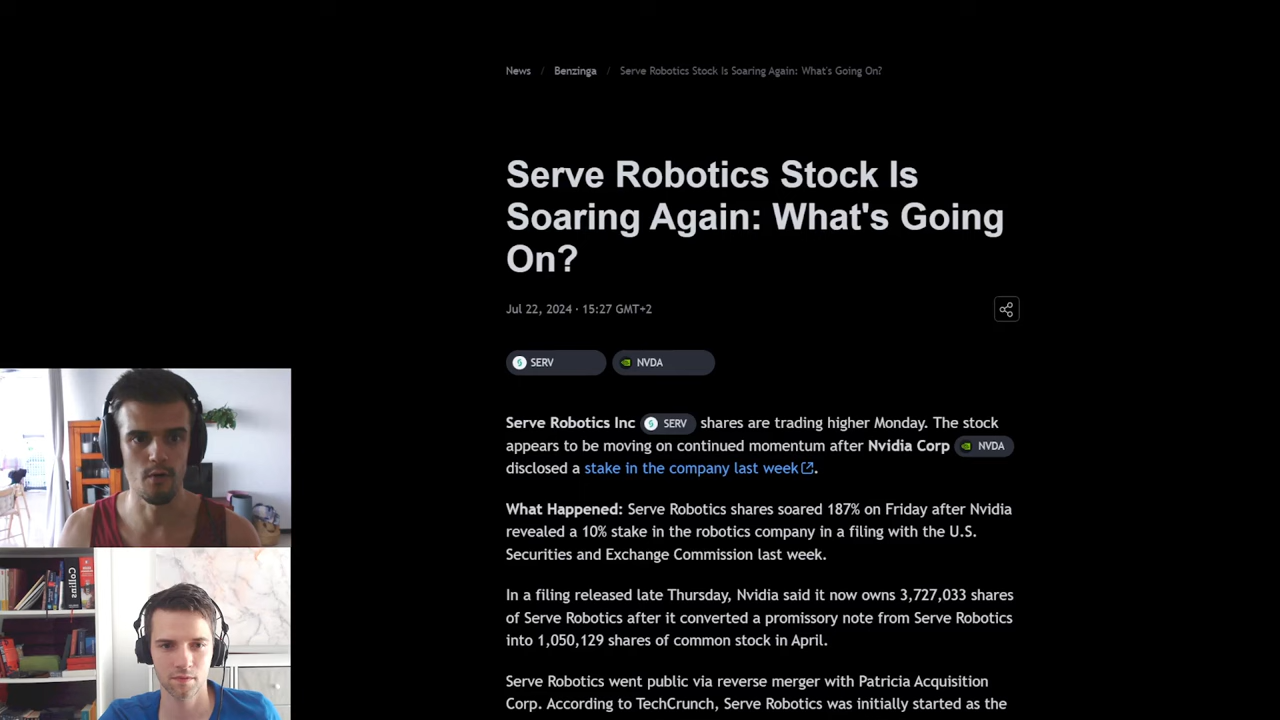 News / Benzinga / Serve Robotics Stock Is Soaring Again: What's Going On?
Serve Robotics Stock Is
Soaring Again: What's Going
On?
Jul 22, 2024 · 15:27 GMT+2
SERV NVDA
Serve Robotics Inc SERV shares are trading higher Monday. The stock
appears to be moving on continued momentum after Nvidia Corp NVDA
disclosed a stake in the company last week.
What Happened: Serve Robotics shares soared 187% on Friday after Nvidia
revealed a 10% stake in the robotics company in a filing with the U.S.
Securities and Exchange Commission last week.
In a filing released late Thursday, Nvidia said it now owns 3,727,033 shares
of Serve Robotics after it converted a promissory note from Serve Robotics
into 1,050,129 shares of common stock in April.
Serve Robotics went public via reverse merger with Patricia Acquisition
Corp. According to TechCrunch, Serve Robotics was initially started as the
Collins